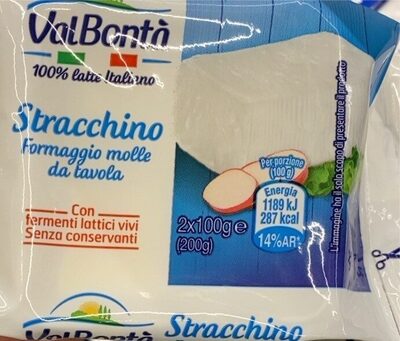 ValBontà
100% latte Italiano
Stracchino
Formaggio molle
da tavola
Con
fermenti lattici vivi
Senza conservanti
2x100g e
(200g)
Per porzione
(100 g)
Energia
1189 kJ
287 kcal
14%AR*
L'immagine ha il solo scopo di presentare il prodotto
ValBontà
Stracchino